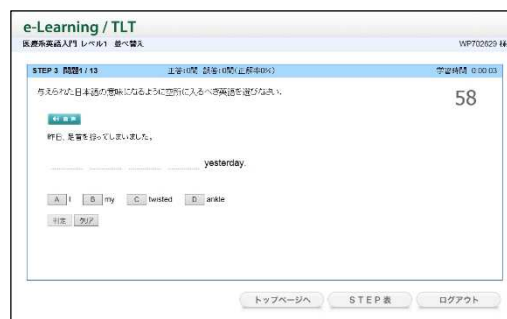 e-Learning / TLT
医療系英語入門 レベル1 並べ替え WP702629 様
STEP 3 問題1 / 13 正答:0問 誤答:0問(正解率0%) 学習時間 0:00:03
与えられた日本語の意味になるように空所に入るべき英語を選びなさい。
58
昨日、足首を捻ってしまいました。
yesterday.
A I B my C twisted D ankle
判定 クリア
トップページへ STEP表 ログアウト